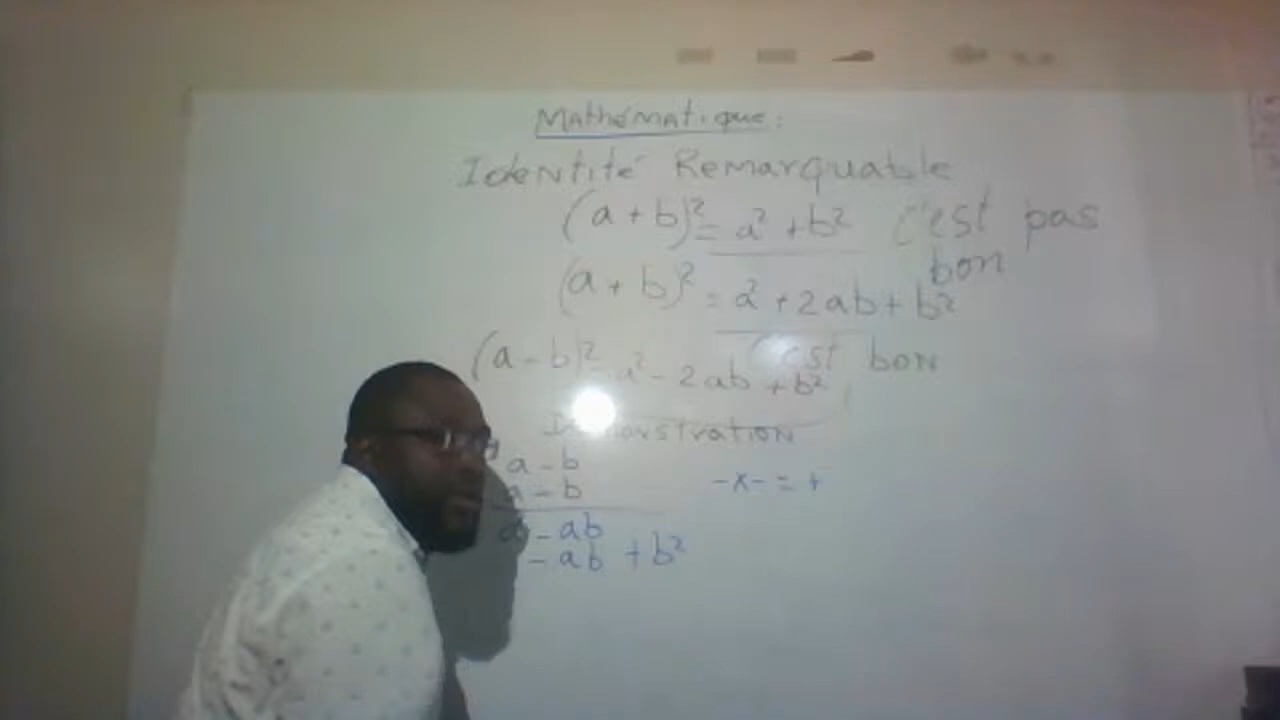 Mathématique:
Identité Remarquable
(a + b)² = a² + b² c'est pas
bon
(a + b)² = a² + 2ab + b²
c'est bon
(a - b)² = a² - 2ab + b²
Démonstration
a - b
a - b - x - = +
a² - ab
- ab + b²